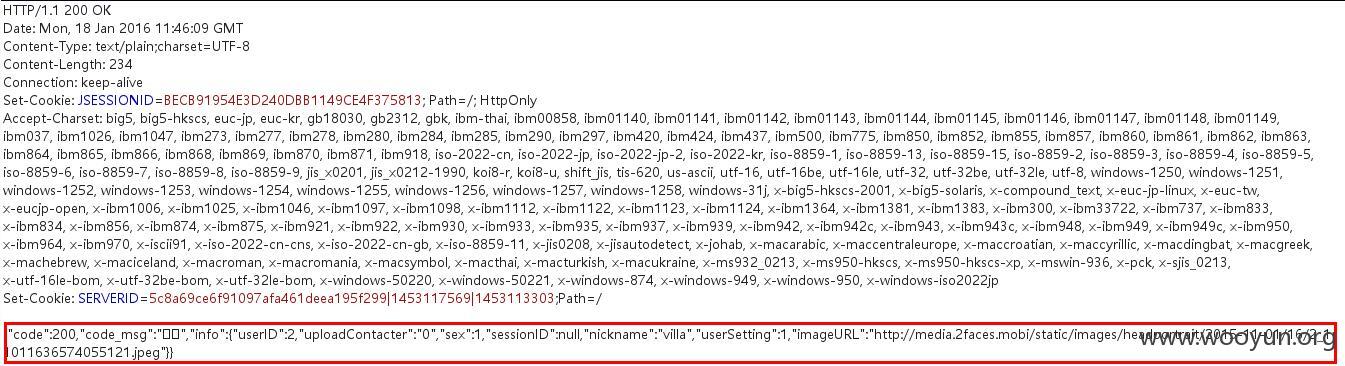 HTTP/1.1 200 OK
Date: Mon, 18 Jan 2016 11:46:09 GMT
Content-Type: text/plain;charset=UTF-8
Content-Length: 234
Connection: keep-alive
Set-Cookie: JSESSIONID=BECB91954E3D240DBB1149CE4F375813; Path=/; HttpOnly
Accept-Charset: big5, big5-hkscs, euc-jp, euc-kr, gb18030, gb2312, gbk, ibm-thai, ibm00858, ibm01140, ibm01141, ibm01142, ibm01143, ibm01144, ibm01145, ibm01146, ibm01147, ibm01148, ibm01149,
ibm037, ibm1026, ibm1047, ibm273, ibm277, ibm278, ibm280, ibm284, ibm285, ibm290, ibm297, ibm420, ibm424, ibm437, ibm500, ibm775, ibm850, ibm852, ibm855, ibm857, ibm860, ibm861, ibm862, ibm863,
ibm864, ibm865, ibm866, ibm868, ibm869, ibm870, ibm871, ibm918, iso-2022-cn, iso-2022-jp, iso-2022-jp-2, iso-2022-kr, iso-8859-1, iso-8859-13, iso-8859-15, iso-8859-2, iso-8859-3, iso-8859-4, iso-8859-5,
iso-8859-6, iso-8859-7, iso-8859-8, iso-8859-9, jis_x0201, jis_x0212-1990, koi8-r, koi8-u, shift_jis, tis-620, us-ascii, utf-16, utf-16be, utf-16le, utf-32, utf-32be, utf-32le, utf-8, windows-1250, windows-1251,
windows-1252, windows-1253, windows-1254, windows-1255, windows-1256, windows-1257, windows-1258, windows-31j, x-big5-hkscs-2001, x-big5-solaris, x-compound_text, x-euc-jp-linux, x-euc-tw,
x-eucjp-open, x-ibm1006, x-ibm1025, x-ibm1046, x-ibm1097, x-ibm1098, x-ibm1112, x-ibm1122, x-ibm1123, x-ibm1124, x-ibm1364, x-ibm1381, x-ibm1383, x-ibm300, x-ibm33722, x-ibm737, x-ibm833,
x-ibm834, x-ibm856, x-ibm874, x-ibm875, x-ibm921, x-ibm922, x-ibm930, x-ibm933, x-ibm935, x-ibm937, x-ibm939, x-ibm942, x-ibm942c, x-ibm943, x-ibm943c, x-ibm948, x-ibm949, x-ibm949c, x-ibm950,
x-ibm964, x-ibm970, x-iscii91, x-iso-2022-cn-cns, x-iso-2022-cn-gb, x-iso-8859-11, x-jis0208, x-jisautodetect, x-johab, x-macarabic, x-maccentraleurope, x-maccroatian, x-maccyrillic, x-macdingbat, x-macgreek,
x-machebrew, x-maciceland, x-macroman, x-macromania, x-macsymbol, x-macthai, x-macturkish, x-macukraine, x-ms932_0213, x-ms950-hkscs, x-ms950-hkscs-xp, x-mswin-936, x-pck, x-sjis_0213,
x-utf-16le-bom, x-utf-32be-bom, x-utf-32le-bom, x-windows-50220, x-windows-50221, x-windows-874, x-windows-949, x-windows-950, x-windows-iso2022jp
Set-Cookie: SERVERID=5c8a69ce6f91097afa461deea195f299|1453117569|1453113303;Path=/
"code":200,"code_msg":"□□","info":{"userID":2,"uploadContacter":"0","sex":1,"sessionID":null,"nickname":"villa","userSetting":1,"imageURL":"http://media.2faces.mobi/static/images/headportrait/2015-11-01/16/2_1
1011636574055121.jpeg"}}
www.wooyun.org